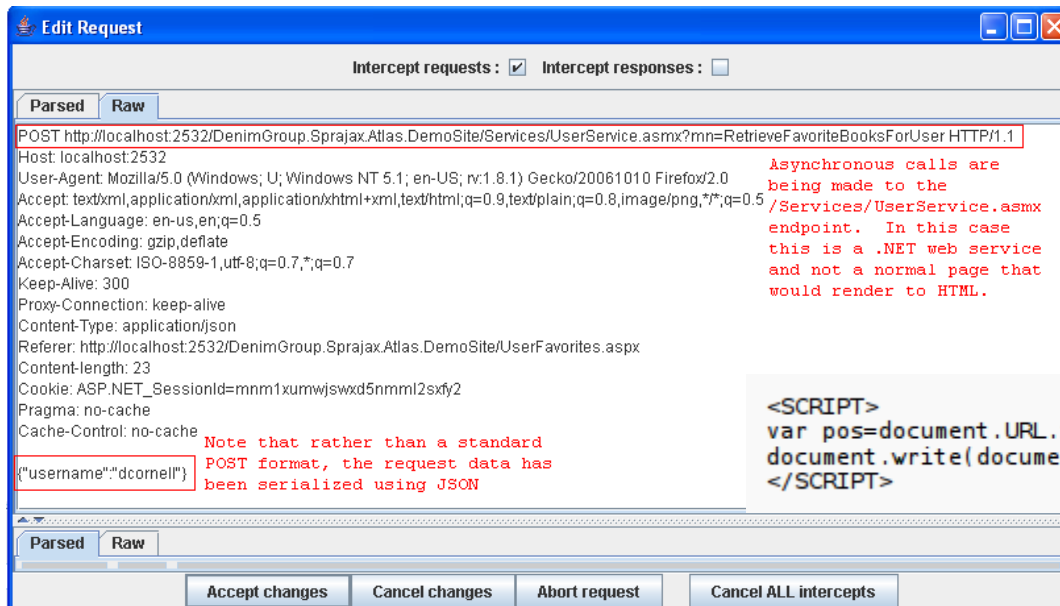 Edit Request
Intercept requests : Intercept responses :
Parsed Raw
POST http://localhost:2532/DenimGroup.Sprajax.Atlas.DemoSite/Services/UserService.asmx?mn=RetrieveFavoriteBooksForUser HTTP/1.1
Host: localhost:2532
User-Agent: Mozilla/5.0 (Windows; U; Windows NT 5.1; en-US; rv:1.8.1) Gecko/20061010 Firefox/2.0
Accept: text/xml,application/xml,application/xhtml+xml,text/html;q=0.9,text/plain;q=0.8,image/png,*/*;q=0.5
Accept-Language: en-us,en;q=0.5
Accept-Encoding: gzip,deflate
Accept-Charset: ISO-8859-1,utf-8;q=0.7,*;q=0.7
Keep-Alive: 300
Proxy-Connection: keep-alive
Content-Type: application/json
Referer: http://localhost:2532/DenimGroup.Sprajax.Atlas.DemoSite/UserFavorites.aspx
Content-length: 23
Cookie: ASP.NET_SessionId=mnm1xumwjswxd5nmml2sxfy2
Pragma: no-cache
Cache-Control: no-cache
{"username":"dcornell"}
Asynchronous calls are
being made to the
/Services/UserService.asmx
endpoint. In this case
this is a .NET web service
and not a normal page that
would render to HTML.
Note that rather than a standard
POST format, the request data has
been serialized using JSON
<SCRIPT>
var pos=document.URL.
document.write(docume
</SCRIPT>
Parsed Raw
Accept changes Cancel changes Abort request Cancel ALL intercepts